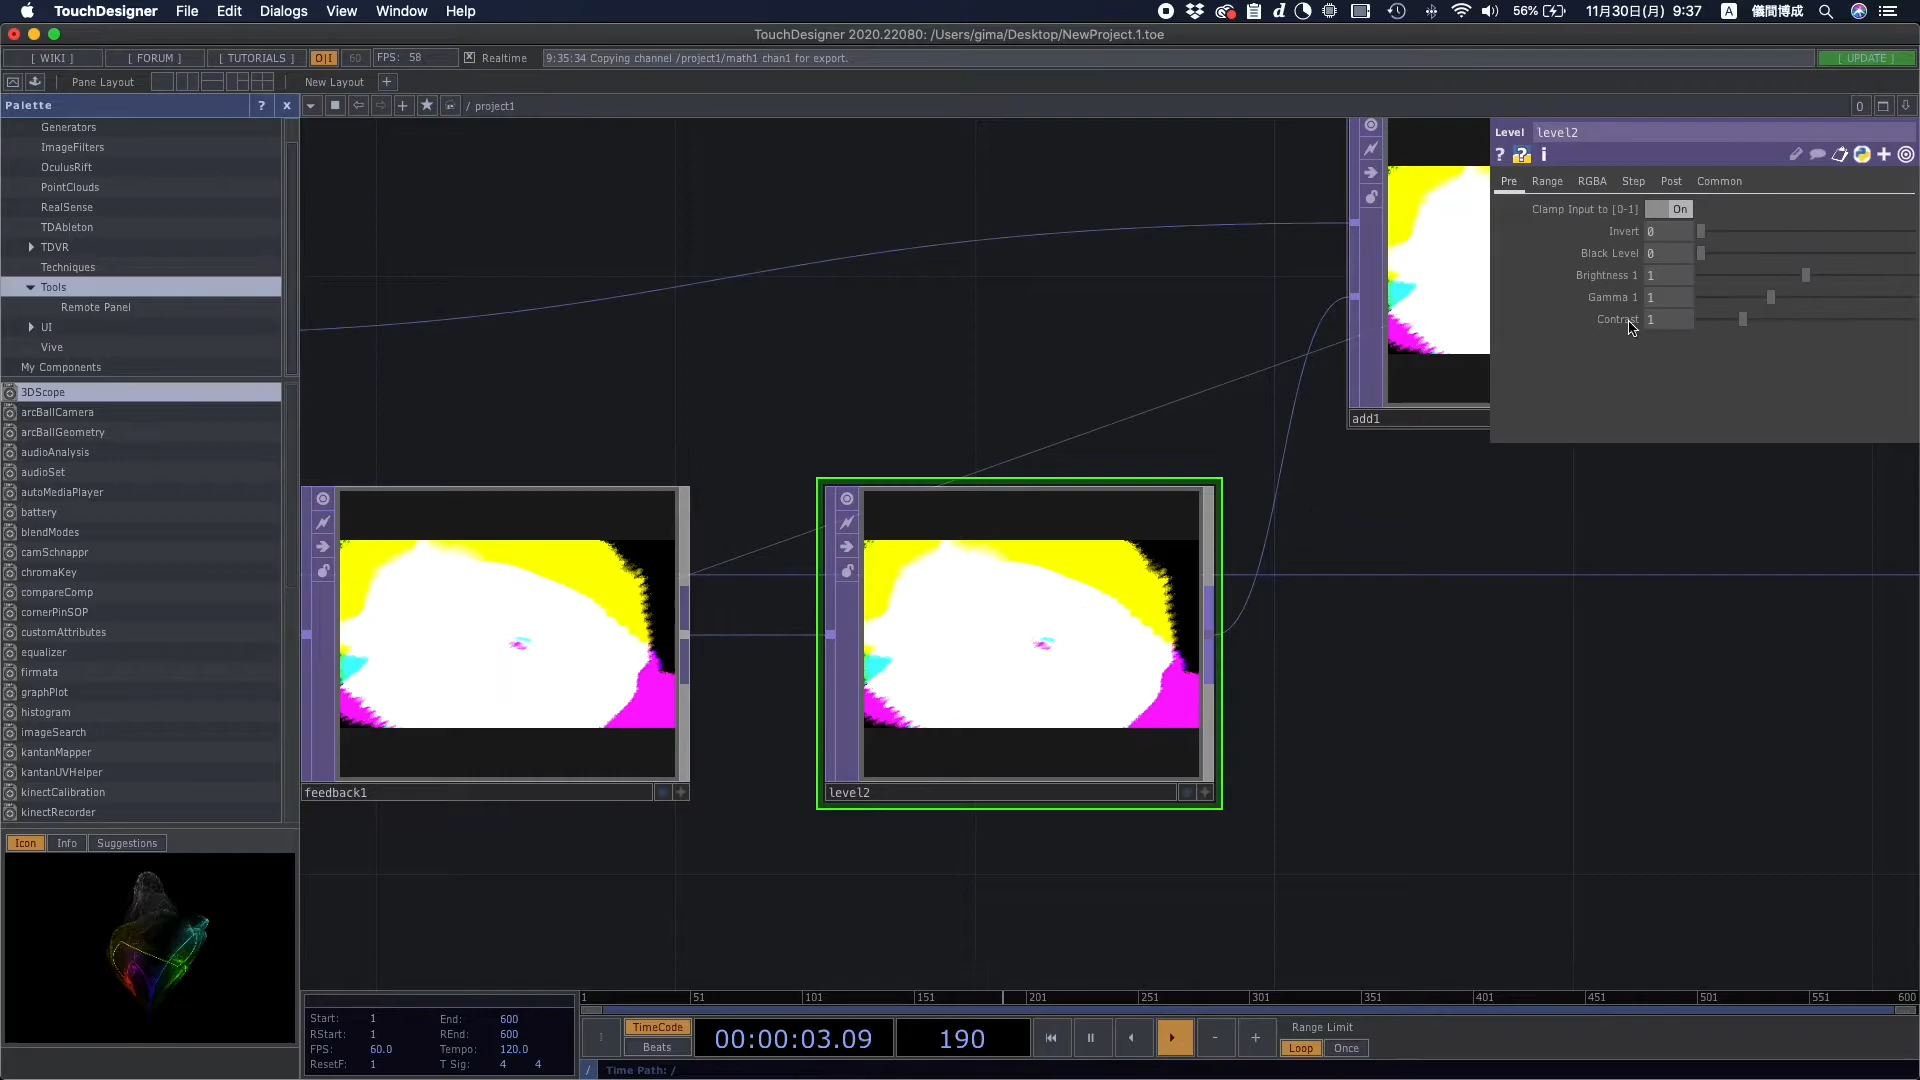 TouchDesigner File Edit Dialogs View Window Help 56% 11月30日(月) 9:37 A 儀間博成
TouchDesigner 2020.22080: /Users/gima/Desktop/NewProject.1.toe
[ WIKI ] [ FORUM ] [ TUTORIALS ] O|I 60 FPS: 58 Realtime 9:35:34 Copying channel /project1/math1 chan1 for export. [ UPDATE ]
Pane Layout New Layout +
Palette ? x / project1 0
Generators
ImageFilters
OculusRift
PointClouds
RealSense
TDAbleton
TDVR
Techniques
Tools
Remote Panel
UI
Vive
My Components
3DScope
arcBallCamera
arcBallGeometry
audioAnalysis
audioSet
autoMediaPlayer
battery
blendModes
camSchnappr
chromaKey
compareComp
cornerPinSOP
customAttributes
equalizer
firmata
graphPlot
histogram
imageSearch
kantanMapper
kantanUVHelper
kinectCalibration
kinectRecorder
Icon Info Suggestions
add1
feedback1
level2
Level level2
? ? i
Pre Range RGBA Step Post Common
Clamp Input to [0-1] On
Invert 0
Black Level 0
Brightness 1 1
Gamma 1 1
Contrast 1
1 51 101 151 201 251 301 351 401 451 501 551 600
Start: 1 End: 600
RStart: 1 REnd: 600
FPS: 60.0 Tempo: 120.0
ResetF: 1 T Sig: 4 4
TimeCode
Beats
00:00:03.09 190
- +
Range Limit
Loop Once
/ Time Path: /